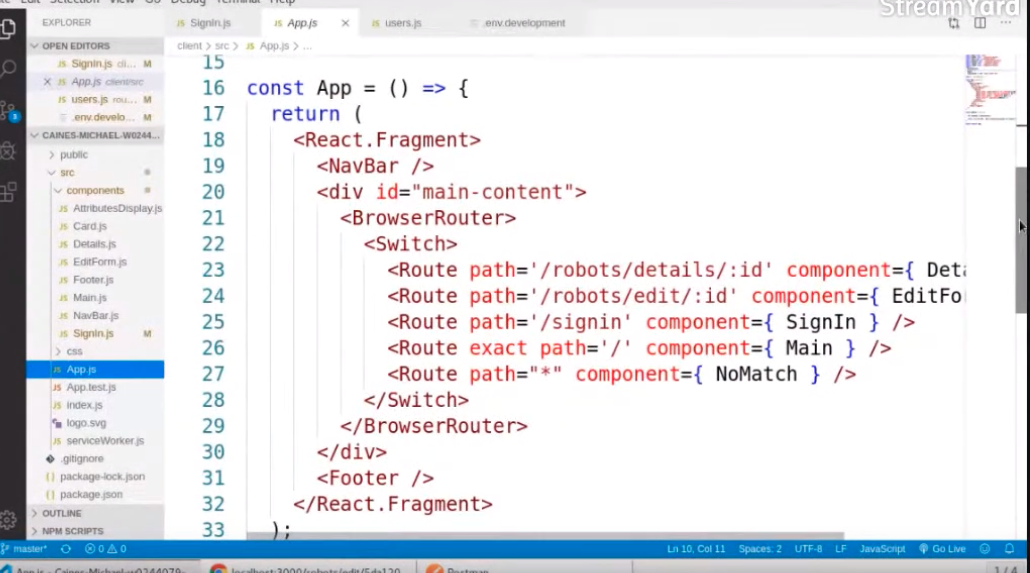 Edit Selection View Go Debug Terminal Help
StreamYard
EXPLORER
SignIn.js
App.js
users.js
.env.development
client > src > JS App.js > ...
OPEN EDITORS
JS SignIn.js cli... M
JS App.js client/src
JS users.js rou... M
.env.develo... M
CAINES-MICHAEL-W0244...
public
src
components
JS AttributesDisplay.js
JS Card.js
JS Details.js
JS EditForm.js
JS Footer.js
JS Main.js
JS NavBar.js
JS SignIn.js M
css
JS App.js
JS App.test.js
JS index.js
logo.svg
JS serviceWorker.js
.gitignore
package-lock.json
package.json
OUTLINE
NPM SCRIPTS
3
15
16 const App = () => {
17 return (
18 <React.Fragment>
19 <NavBar />
20 <div id="main-content">
21 <BrowserRouter>
22 <Switch>
23 <Route path='/robots/details/:id' component={ Deta
24 <Route path='/robots/edit/:id' component={ EditFo
25 <Route path='/signin' component={ SignIn } />
26 <Route exact path='/' component={ Main } />
27 <Route path="*" component={ NoMatch } />
28 </Switch>
29 </BrowserRouter>
30 </div>
31 <Footer />
32 </React.Fragment>
33 );
master* 0 0 Ln 10, Col 11 Spaces: 2 UTF-8 LF JavaScript Go Live
App.js - Caines-Michael-w0244079 localhost:3000/robots/edit/5da120 Postman 1 / 4